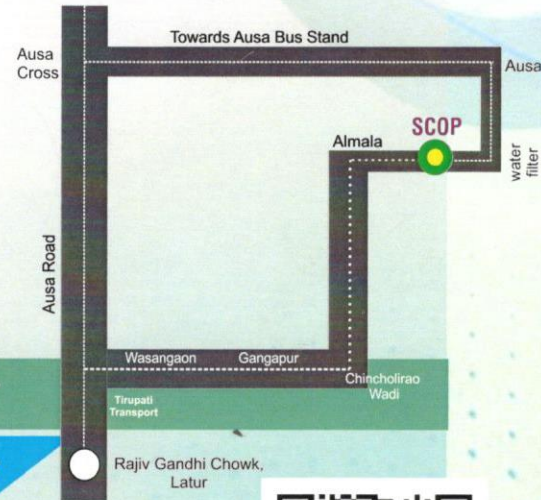 Towards Ausa Bus Stand
Ausa
Cross
Ausa
SCOP
Almala
water
filter
Ausa Road
Wasangaon
Gangapur
Chincholirao
Wadi
Tirupati
Transport
Rajiv Gandhi Chowk,
Latur